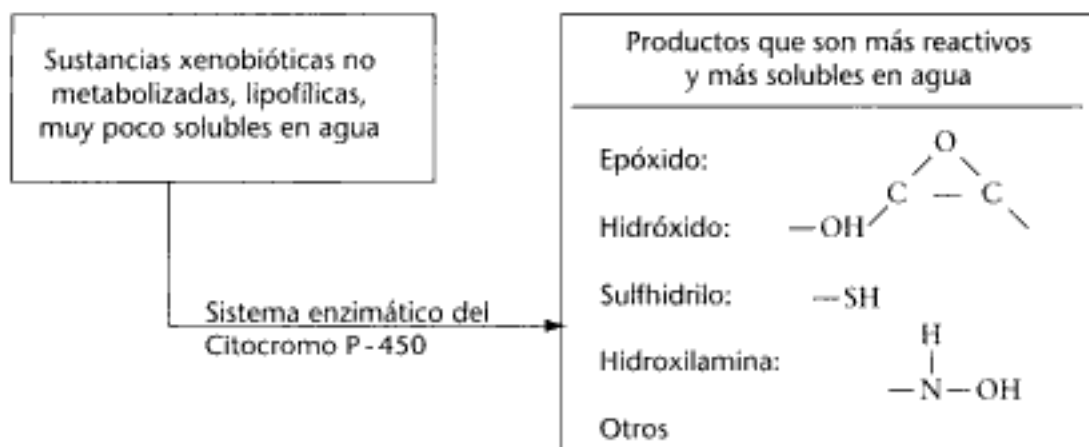 Sustancias xenobióticas no
metabolizadas, lipofílicas,
muy poco solubles en agua
Sistema enzimático del
Citocromo P-450
Productos que son más reactivos
y más solubles en agua
Epóxido:
O
C — C
Hidróxido: —OH
Sulfhidrilo: —SH
Hidroxilamina:
H
—N—OH
Otros